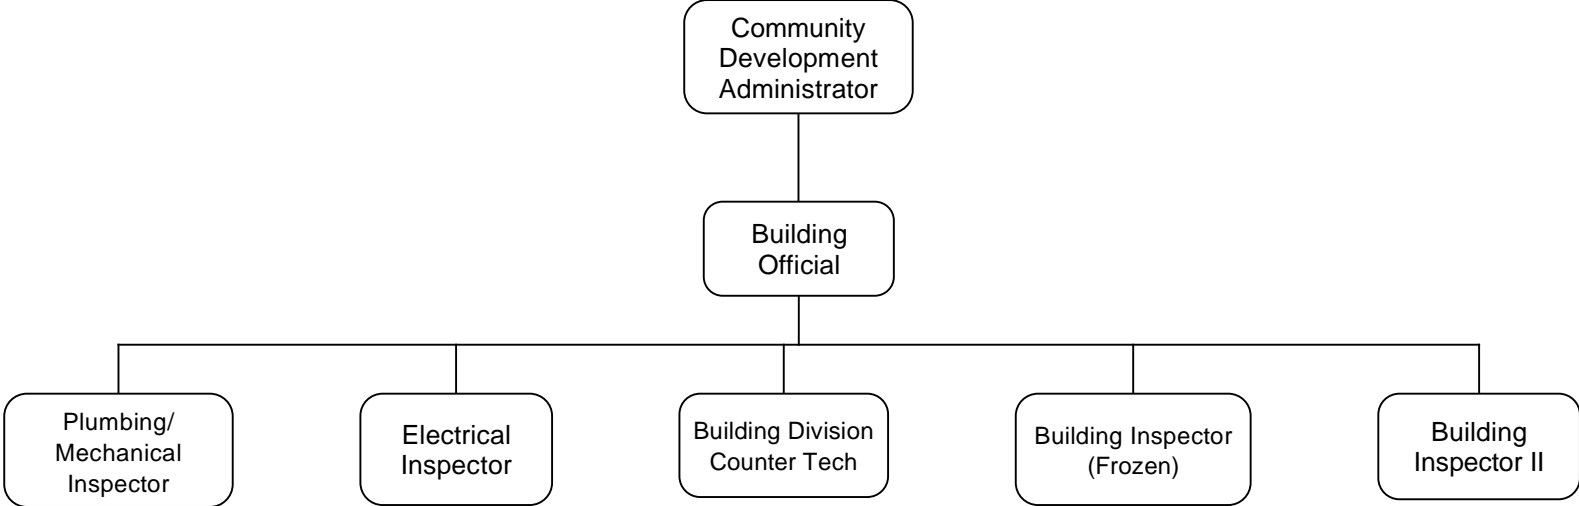 Community
Development
Administrator
Building
Official
Plumbing/
Mechanical
Inspector
Electrical
Inspector
Building Division
Counter Tech
Building Inspector
(Frozen)
Building
Inspector II